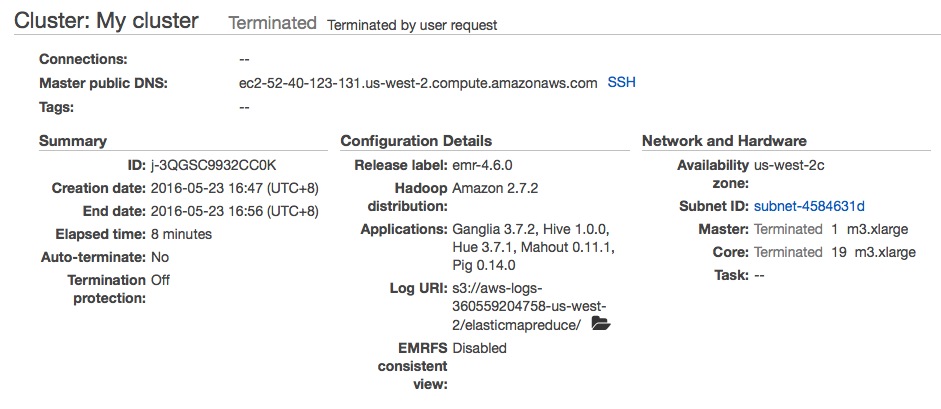 Cluster: My cluster Terminated Terminated by user request
Connections: --
Master public DNS: ec2-52-40-123-131.us-west-2.compute.amazonaws.com SSH
Tags: --
Summary
ID: j-3QGSC9932CC0K
Creation date: 2016-05-23 16:47 (UTC+8)
End date: 2016-05-23 16:56 (UTC+8)
Elapsed time: 8 minutes
Auto-terminate: No
Termination Off
protection:
Configuration Details
Release label: emr-4.6.0
Hadoop Amazon 2.7.2
distribution:
Applications: Ganglia 3.7.2, Hive 1.0.0,
Hue 3.7.1, Mahout 0.11.1,
Pig 0.14.0
Log URI: s3://aws-logs-
360559204758-us-west-
2/elasticmapreduce/
EMRFS Disabled
consistent
view:
Network and Hardware
Availability us-west-2c
zone:
Subnet ID: subnet-4584631d
Master: Terminated 1 m3.xlarge
Core: Terminated 19 m3.xlarge
Task: --